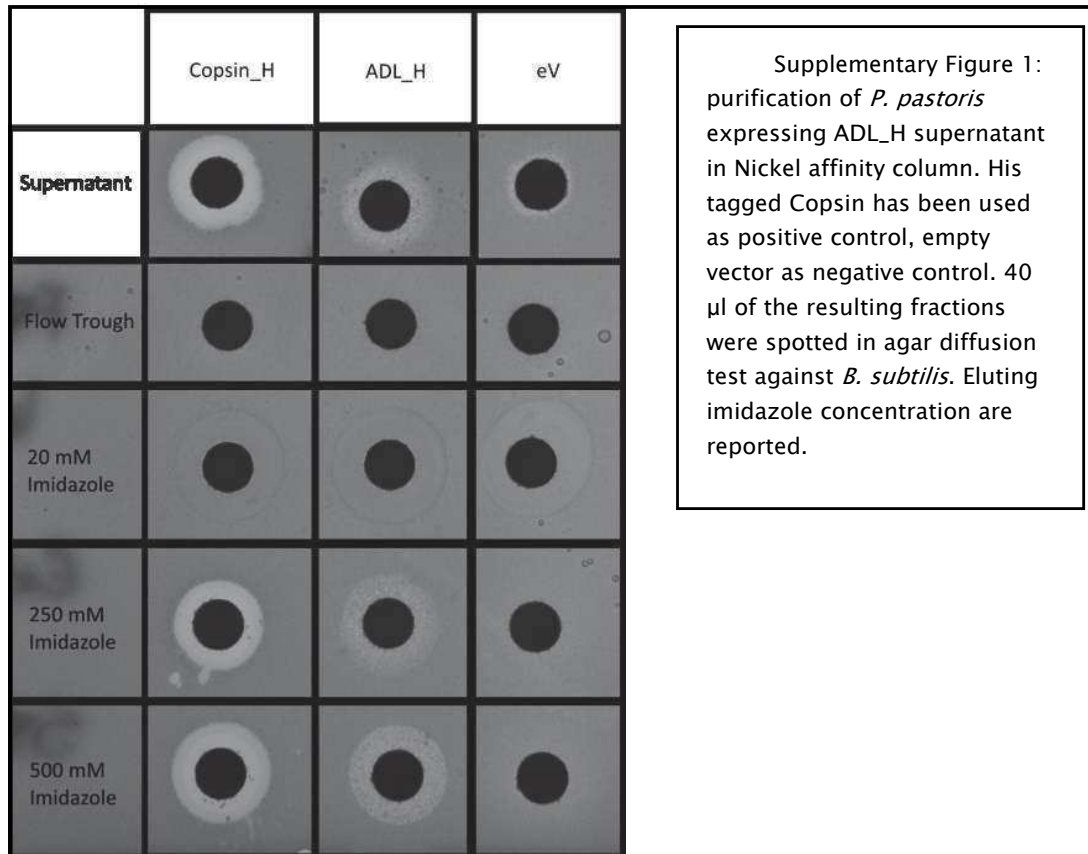 Copsin_H
ADL_H
eV
Supernatant
Flow Trough
20 mM
Imidazole
250 mM
Imidazole
500 mM
Imidazole
Supplementary Figure 1:
purification of P. pastoris
expressing ADL_H supernatant
in Nickel affinity column. His
tagged Copsin has been used
as positive control, empty
vector as negative control. 40
µl of the resulting fractions
were spotted in agar diffusion
test against B. subtilis. Eluting
imidazole concentration are
reported.